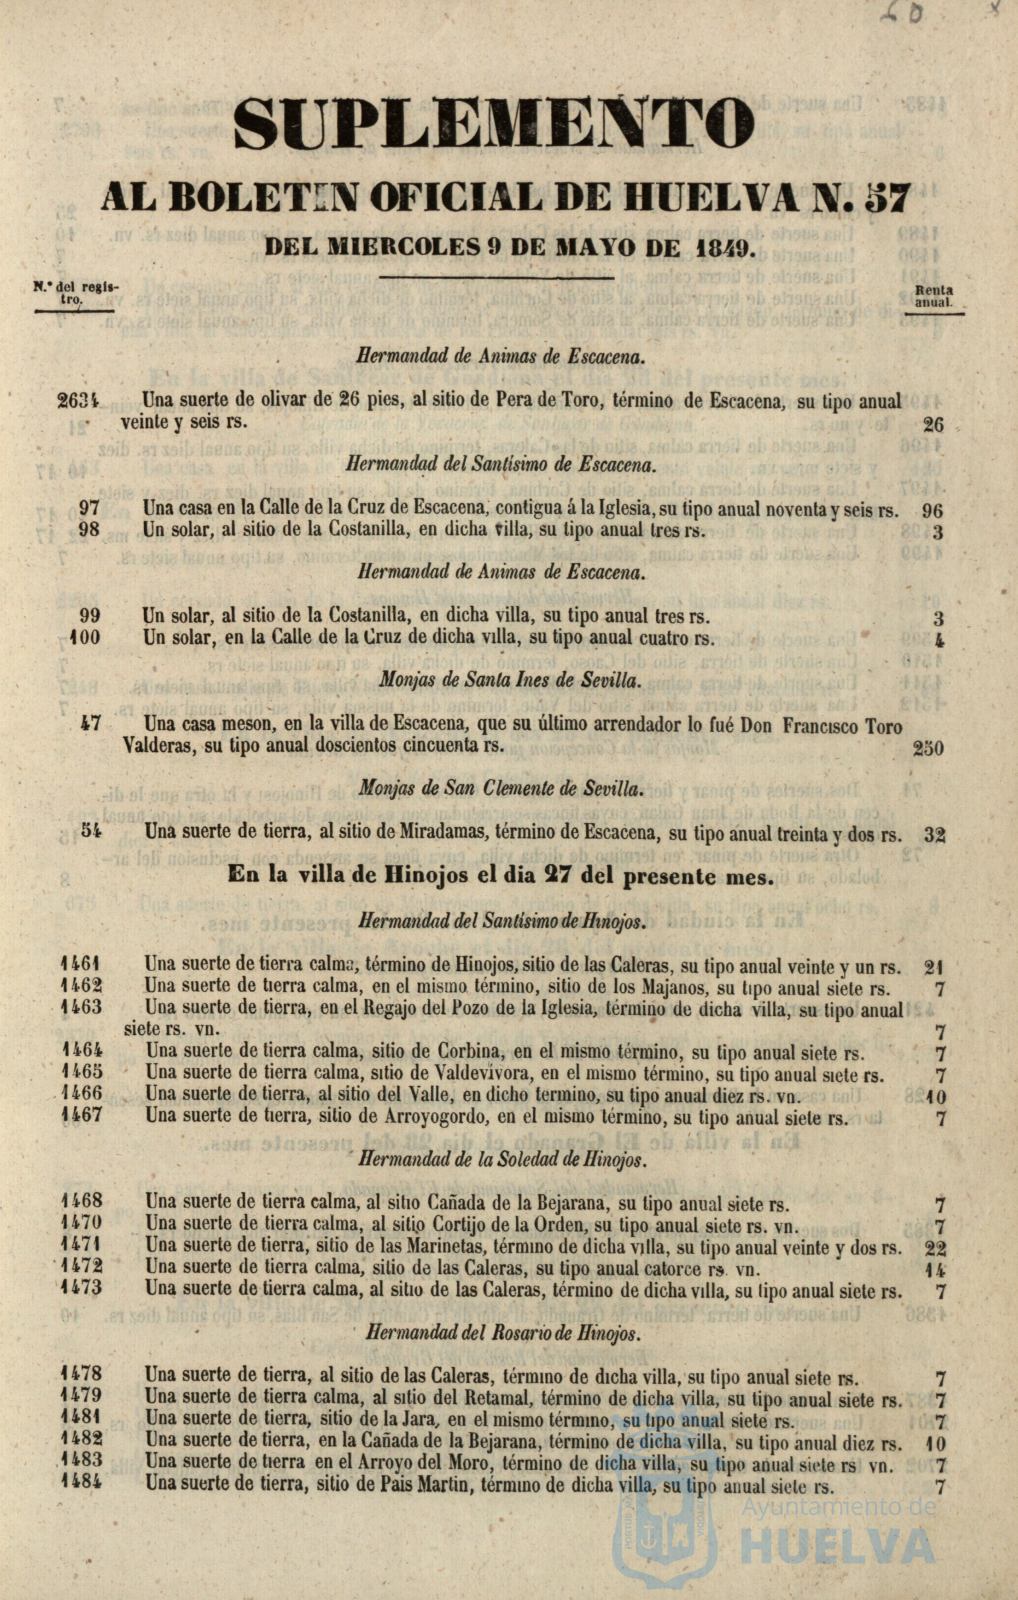 60 x
SUPLEMENTO
AL BOLETIN OFICIAL DE HUELVA N. 57
DEL MIERCOLES 9 DE MAYO DE 1849.
N.º del regis-
tro.
Renta
anual.
Hermandad de Animas de Escacena.
2634 Una suerte de olivar de 26 pies, al sitio de Pera de Toro, término de Escacena, su tipo anual
veinte y seis rs. 26
Hermandad del Santísimo de Escacena.
97 Una casa en la Calle de la Cruz de Escacena, contigua á la Iglesia, su tipo anual noventa y seis rs. 96
98 Un solar, al sitio de la Costanilla, en dicha villa, su tipo anual tres rs. 3
Hermandad de Animas de Escacena.
99 Un solar, al sitio de la Costanilla, en dicha villa, su tipo anual tres rs. 3
100 Un solar, en la Calle de la Cruz de dicha villa, su tipo anual cuatro rs. 4
Monjas de Santa Ines de Sevilla.
47 Una casa meson, en la villa de Escacena, que su último arrendador lo fué Don Francisco Toro
Valderas, su tipo anual doscientos cincuenta rs. 250
Monjas de San Clemente de Sevilla.
54 Una suerte de tierra, al sitio de Miradamas, término de Escacena, su tipo anual treinta y dos rs. 32
En la villa de Hinojos el dia 27 del presente mes.
Hermandad del Santísimo de Hinojos.
1461 Una suerte de tierra calma, término de Hinojos, sitio de las Caleras, su tipo anual veinte y un rs. 21
1462 Una suerte de tierra calma, en el mismo término, sitio de los Majanos, su tipo anual siete rs. 7
1463 Una suerte de tierra, en el Regajo del Pozo de la Iglesia, término de dicha villa, su tipo anual
siete rs. vn. 7
1464 Una suerte de tierra calma, sitio de Corbina, en el mismo término, su tipo anual siete rs. 7
1465 Una suerte de tierra calma, sitio de Valdevivora, en el mismo término, su tipo anual siete rs. 7
1466 Una suerte de tierra, al sitio del Valle, en dicho termino, su tipo anual diez rs. vn. 10
1467 Una suerte de tierra, sitio de Arroyogordo, en el mismo término, su tipo anual siete rs. 7
Hermandad de la Soledad de Hinojos.
1468 Una suerte de tierra calma, al sitio Cañada de la Bejarana, su tipo anual siete rs. 7
1470 Una suerte de tierra calma, al sitio Cortijo de la Orden, su tipo anual siete rs. vn. 7
1471 Una suerte de tierra, sitio de las Marinetas, término de dicha villa, su tipo anual veinte y dos rs. 22
1472 Una suerte de tierra calma, sitio de las Caleras, su tipo anual catorce rs. vn. 14
1473 Una suerte de tierra calma, al sitio de las Caleras, término de dicha villa, su tipo anual siete rs. 7
Hermandad del Rosario de Hinojos.
1478 Una suerte de tierra, al sitio de las Caleras, término de dicha villa, su tipo anual siete rs. 7
1479 Una suerte de tierra calma, al sitio del Retamal, término de dicha villa, su tipo anual siete rs. 7
1481 Una suerte de tierra, sitio de la Jara, en el mismo término, su tipo anual siete rs. 7
1482 Una suerte de tierra, en la Cañada de la Bejarana, término de dicha villa, su tipo anual diez rs. 10
1483 Una suerte de tierra en el Arroyo del Moro, término de dicha villa, su tipo anual siete rs vn. 7
1484 Una suerte de tierra, sitio de Pais Martin, término de dicha villa, su tipo anual siete rs. 7
Ayuntamiento de
HUELVA